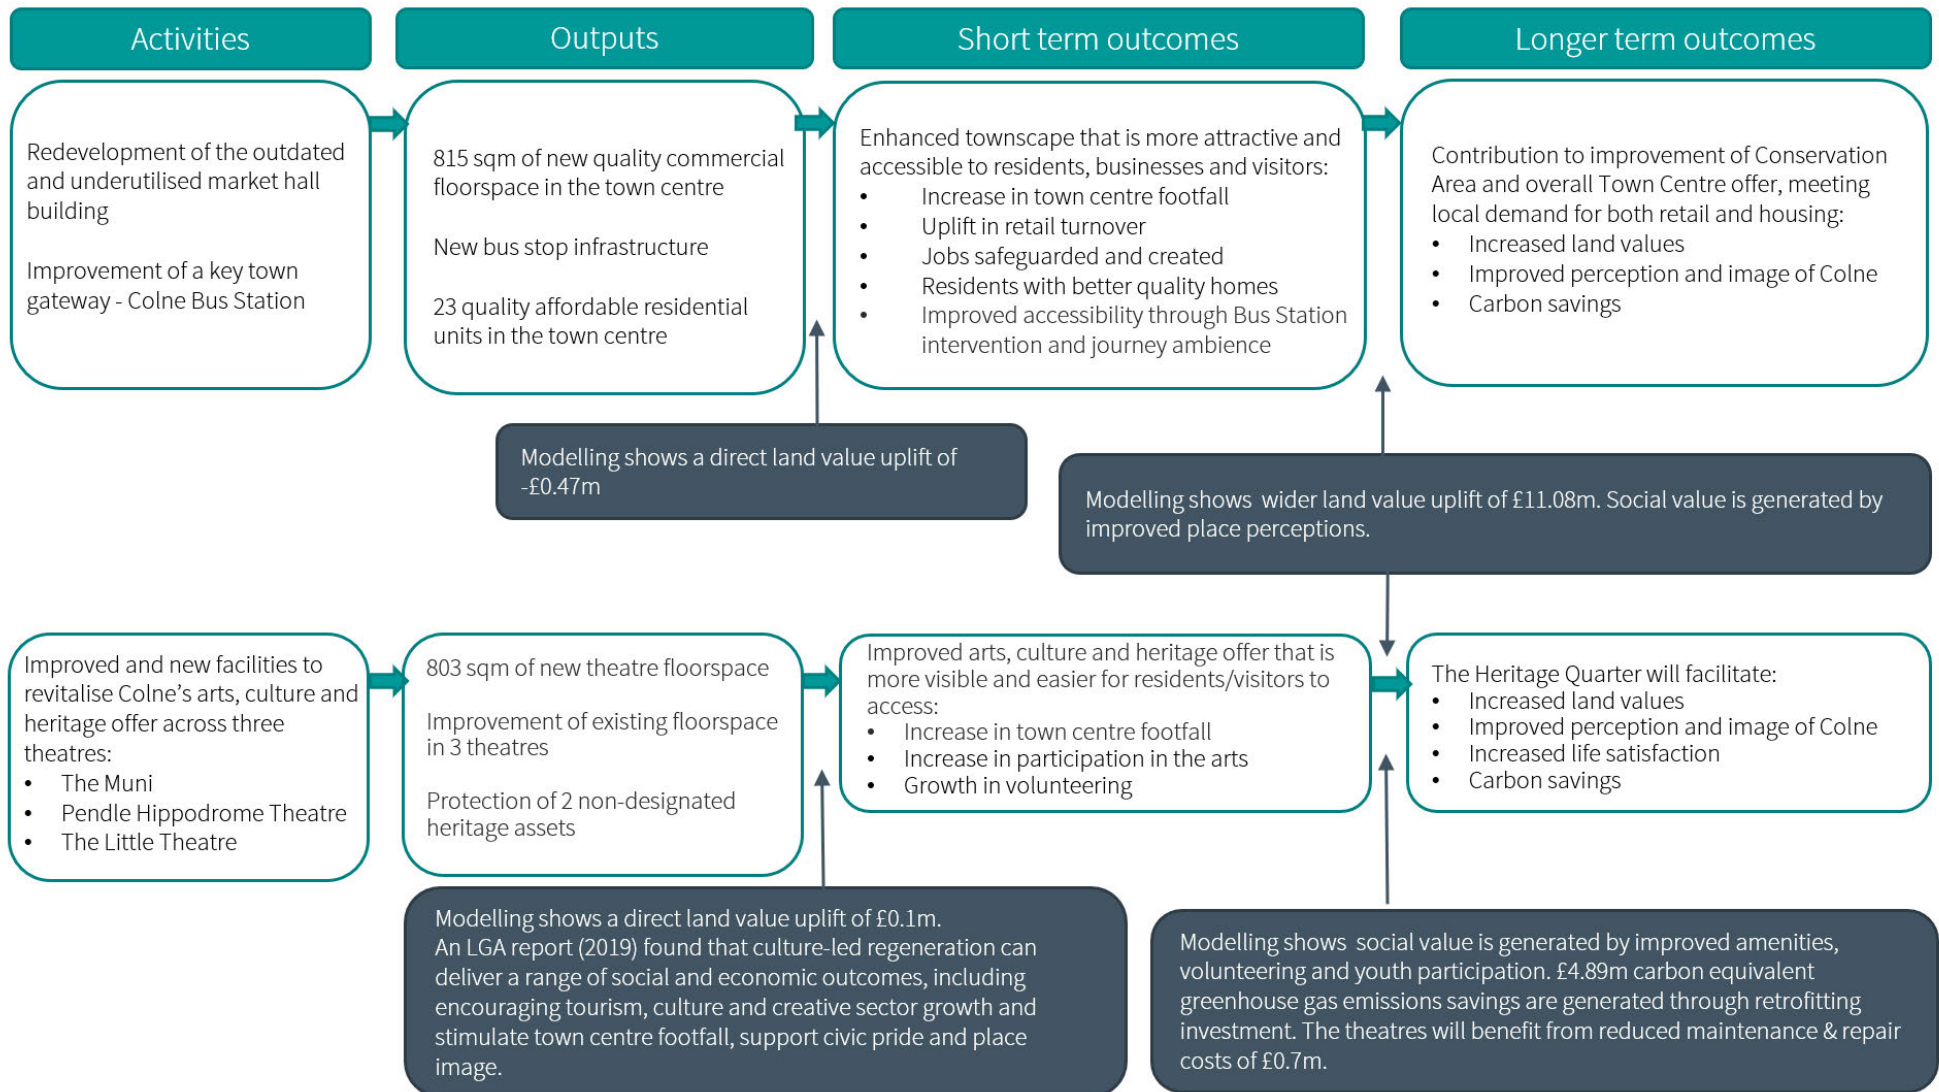 Activities
Outputs
Short term outcomes
Longer term outcomes
Redevelopment of the outdated
and underutilised market hall
building
Improvement of a key town
gateway - Colne Bus Station
815 sqm of new quality commercial
floorspace in the town centre
New bus stop infrastructure
23 quality affordable residential
units in the town centre
Enhanced townscape that is more attractive and
accessible to residents, businesses and visitors:
• Increase in town centre footfall
• Uplift in retail turnover
• Jobs safeguarded and created
• Residents with better quality homes
• Improved accessibility through Bus Station
intervention and journey ambience
Contribution to improvement of Conservation
Area and overall Town Centre offer, meeting
local demand for both retail and housing:
• Increased land values
• Improved perception and image of Colne
• Carbon savings
Modelling shows a direct land value uplift of
-£0.47m
Modelling shows  wider land value uplift of £11.08m. Social value is generated by
improved place perceptions.
Improved and new facilities to
revitalise Colne's arts, culture and
heritage offer across three
theatres:
• The Muni
• Pendle Hippodrome Theatre
• The Little Theatre
803 sqm of new theatre floorspace
Improvement of existing floorspace
in 3 theatres
Protection of 2 non-designated
heritage assets
Improved arts, culture and heritage offer that is
more visible and easier for residents/visitors to
access:
• Increase in town centre footfall
• Increase in participation in the arts
• Growth in volunteering
The Heritage Quarter will facilitate:
• Increased land values
• Improved perception and image of Colne
• Increased life satisfaction
• Carbon savings
Modelling shows a direct land value uplift of £0.1m.
An LGA report (2019) found that culture-led regeneration can
deliver a range of social and economic outcomes, including
encouraging tourism, culture and creative sector growth and
stimulate town centre footfall, support civic pride and place
image.
Modelling shows  social value is generated by improved amenities,
volunteering and youth participation. £4.89m carbon equivalent
greenhouse gas emissions savings are generated through retrofitting
investment. The theatres will benefit from reduced maintenance & repair
costs of £0.7m.